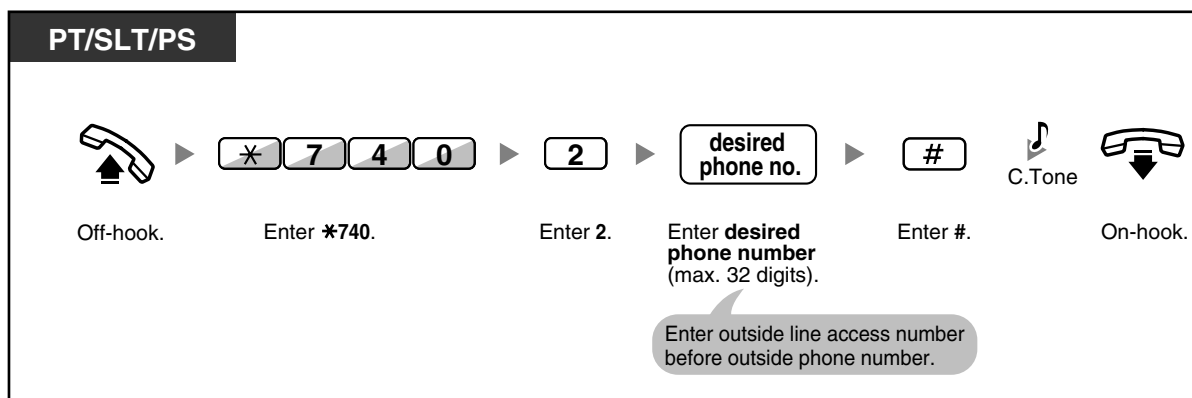 PT/SLT/PS
* 7 4 0
2
desired
phone no.
#
C.Tone
Off-hook.
Enter *740.
Enter 2.
Enter desired
phone number
(max. 32 digits).
Enter #.
On-hook.
Enter outside line access number
before outside phone number.